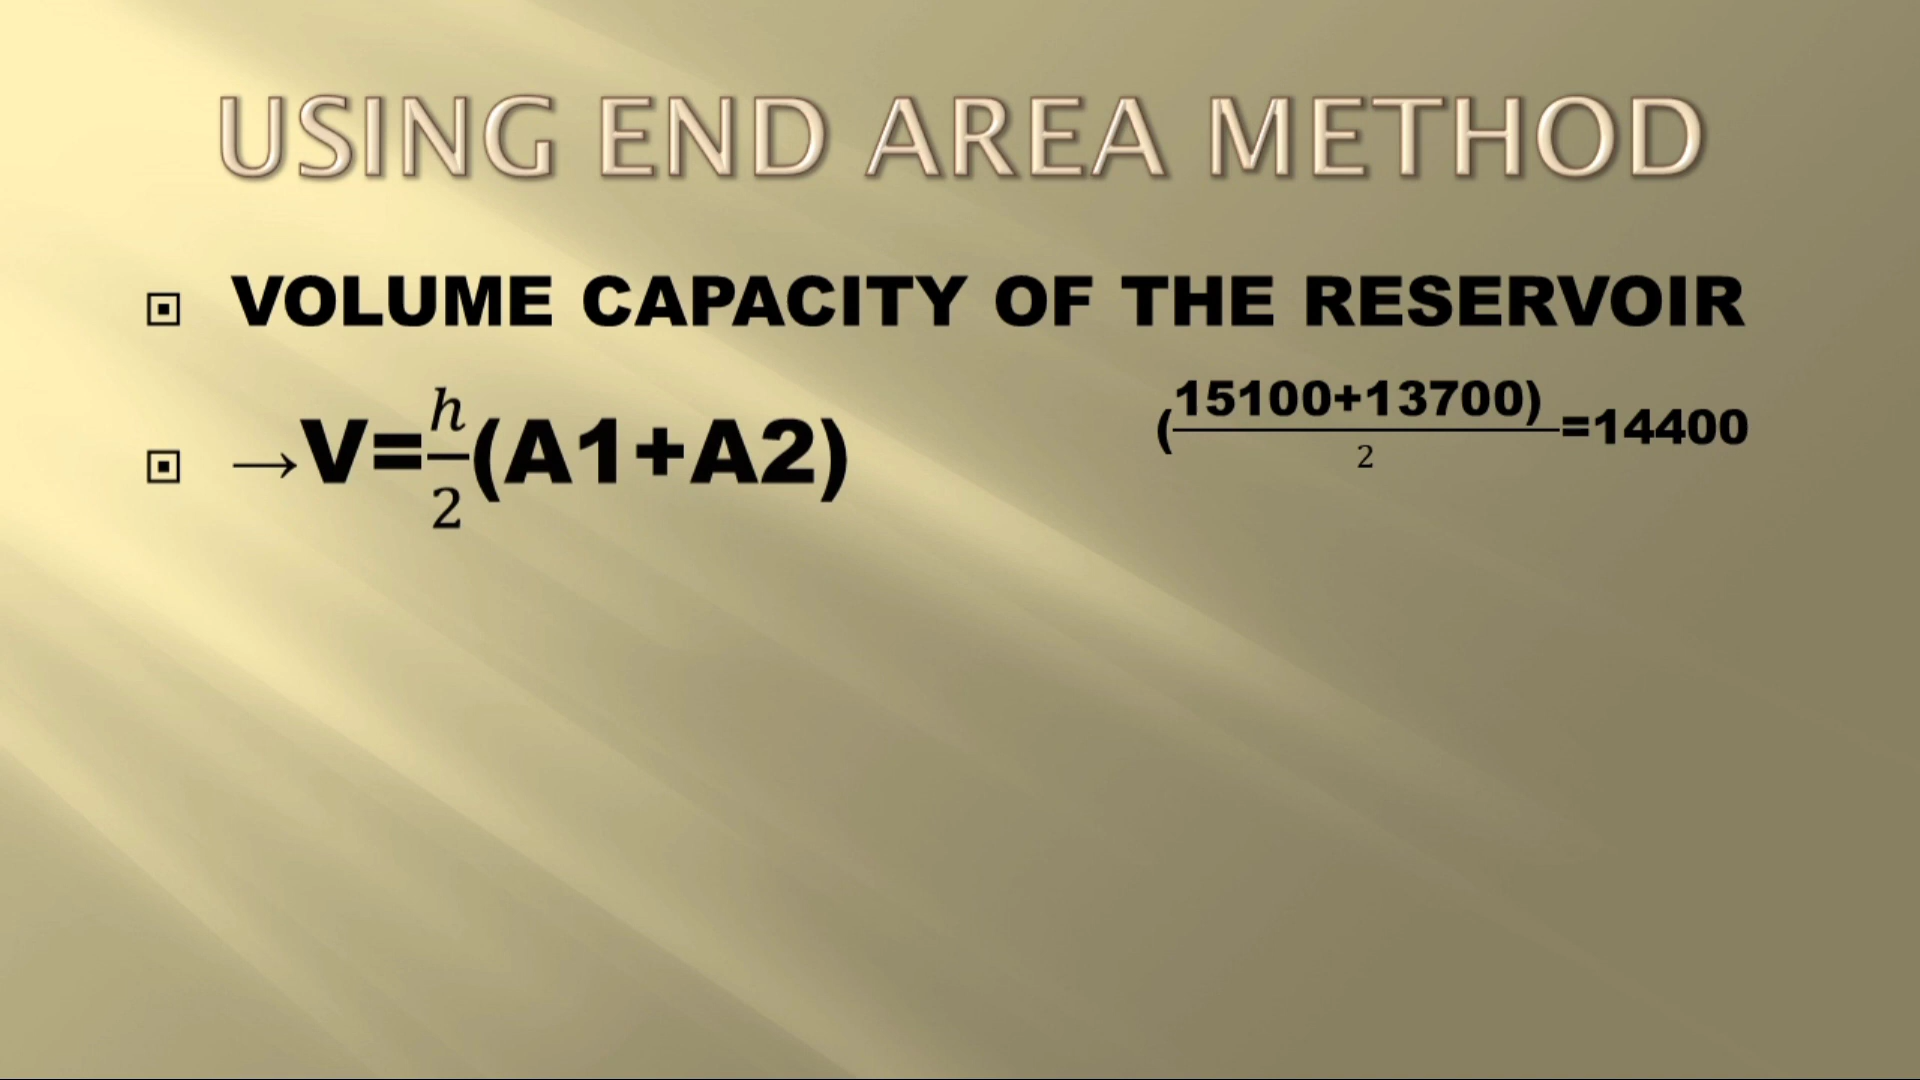 USING END AREA METHOD
VOLUME CAPACITY OF THE RESERVOIR
→V=h/2(A1+A2)
(15100+13700)/2=14400